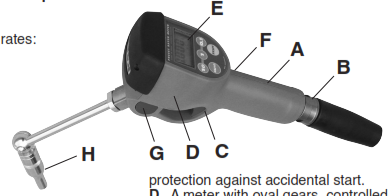 E
rates:
F
A
B
H
G D C
protection against accidental start.
D A meter with oval gears, controlled